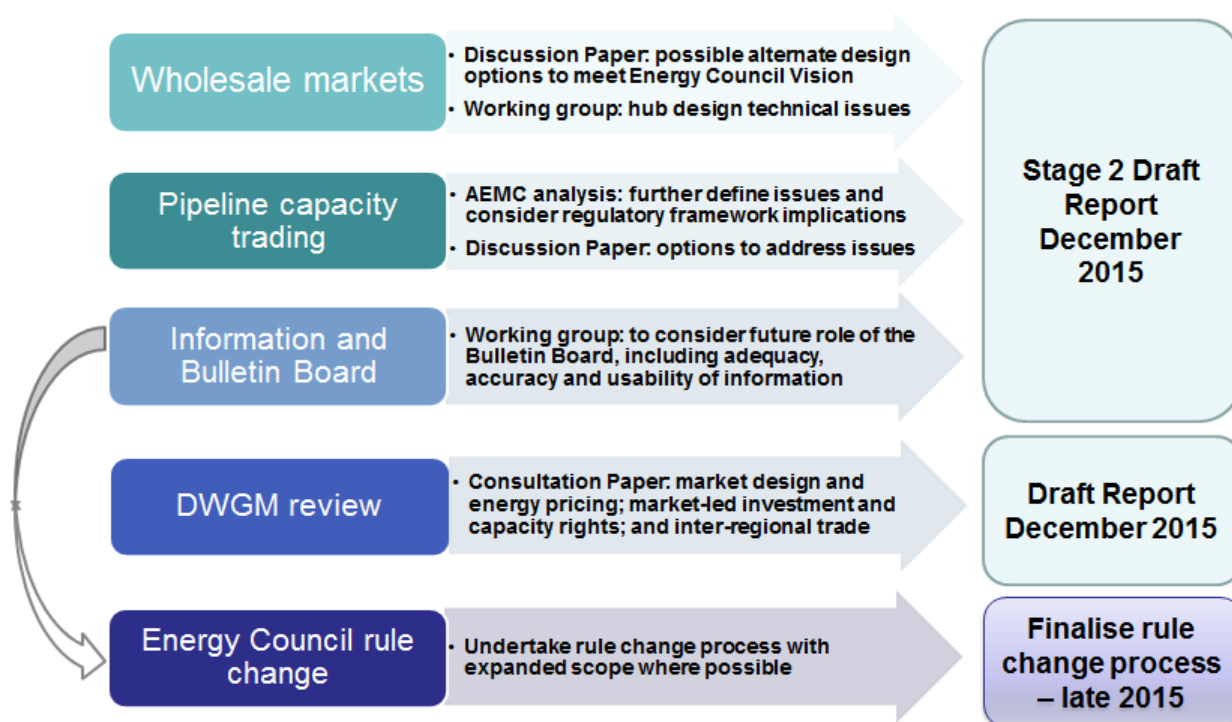 Wholesale markets
• Discussion Paper: possible alternate design
options to meet Energy Council Vision
• Working group: hub design technical issues
Pipeline capacity
trading
• AEMC analysis: further define issues and
consider regulatory framework implications
• Discussion Paper: options to address issues
Information and
Bulletin Board
• Working group: to consider future role of the
Bulletin Board, including adequacy,
accuracy and usability of information
Stage 2 Draft
Report
December
2015
DWGM review
• Consultation Paper: market design and
energy pricing; market-led investment and
capacity rights; and inter-regional trade
Draft Report
December 2015
Energy Council rule
change
• Undertake rule change process with
expanded scope where possible
Finalise rule
change process
– late 2015